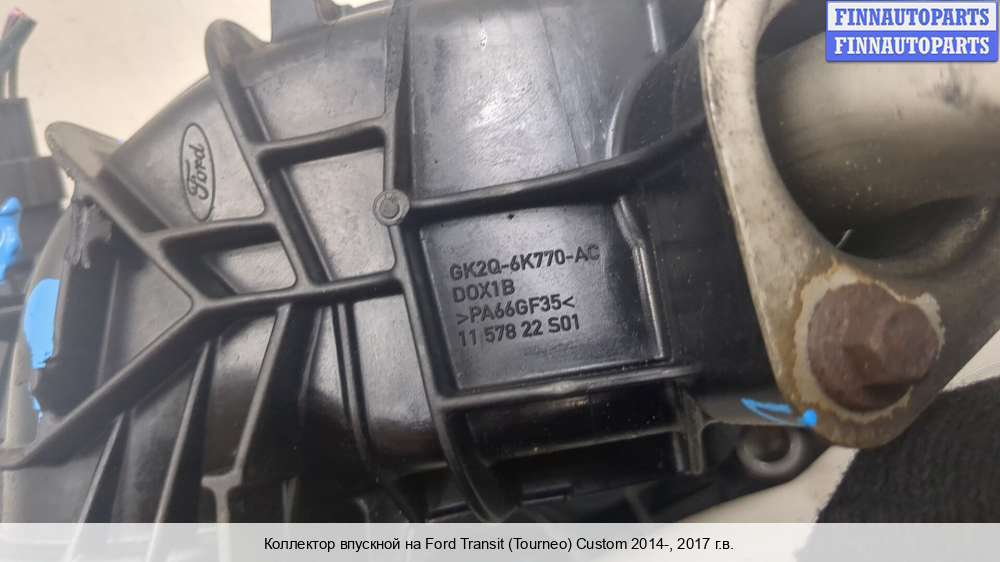 FINNAUTOPARTS
FINNAUTOPARTS
Ford
GK2Q-6K770-AC
DOX1B
>PA66GF35<
11 578 22 S01
Коллектор впускной на Ford Transit (Tourneo) Custom 2014-, 2017 г.в.